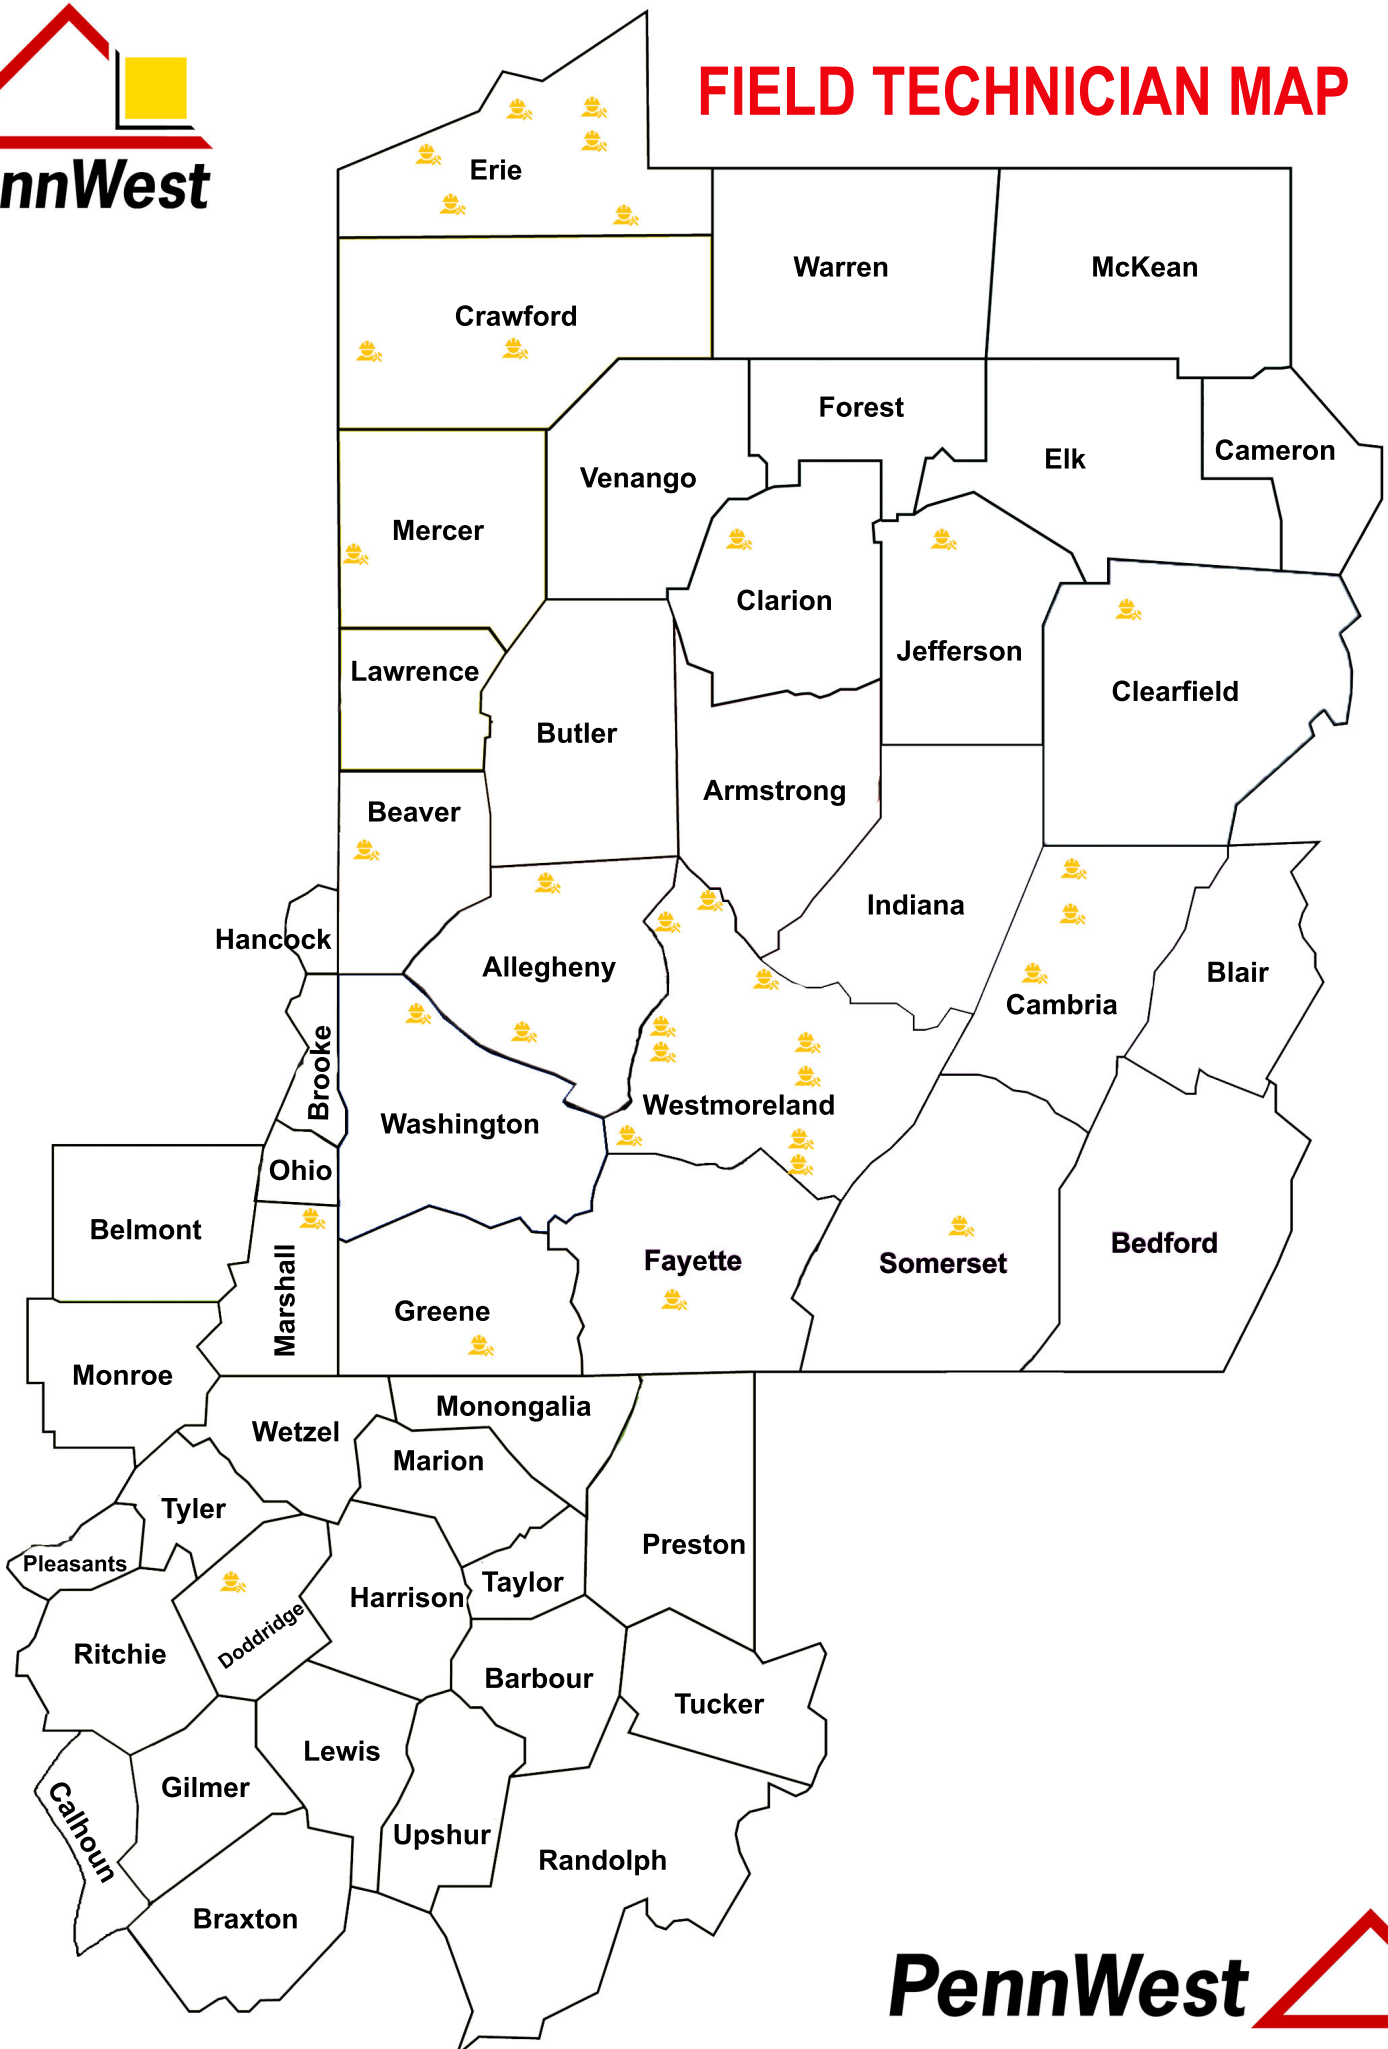 FIELD TECHNICIAN MAP
nnWest
Erie
Warren
McKean
Crawford
Forest
Cameron
Elk
Venango
Mercer
Clarion
Jefferson
Lawrence
Clearfield
Butler
Armstrong
Beaver
Indiana
Hancock
Allegheny
Blair
Cambria
Brooke
Westmoreland
Washington
Ohio
Belmont
Bedford
Fayette
Somerset
Marshall
Greene
Monroe
Monongalia
Wetzel
Marion
Tyler
Preston
Pleasants
Taylor
Harrison
Doddridge
Ritchie
Barbour
Tucker
Lewis
Gilmer
Calhoun
Upshur
Randolph
Braxton
PennWest